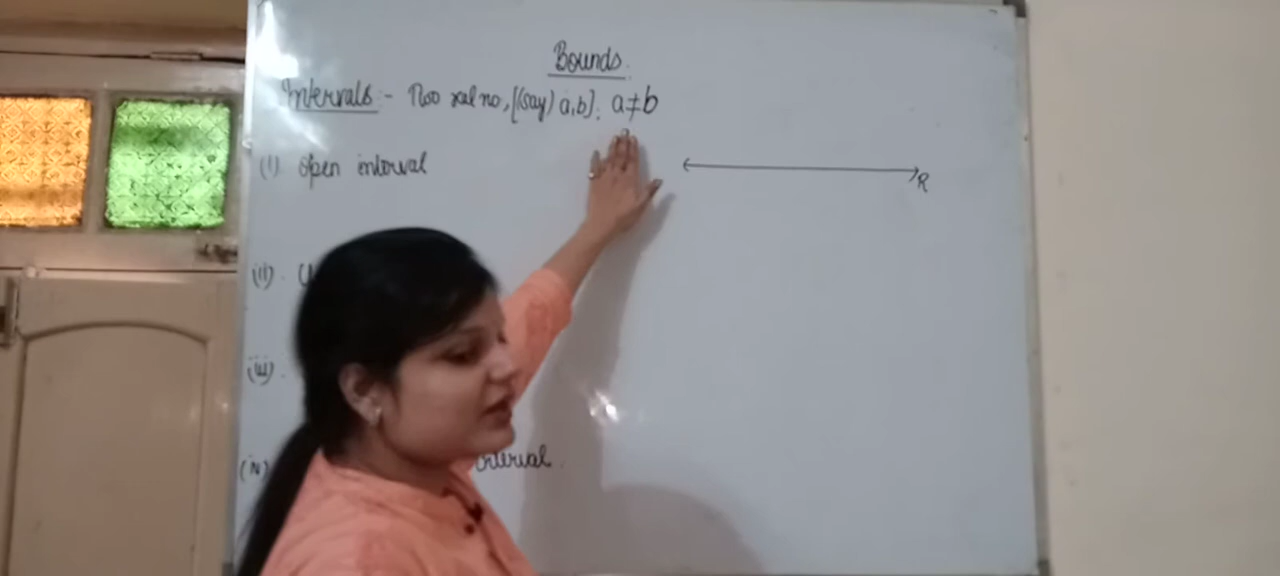 Bounds.
Intervals :- Two real no, [(say) a,b]; a≠b
(i) open interval
R
(ii)
(iii)
(iv) interval.